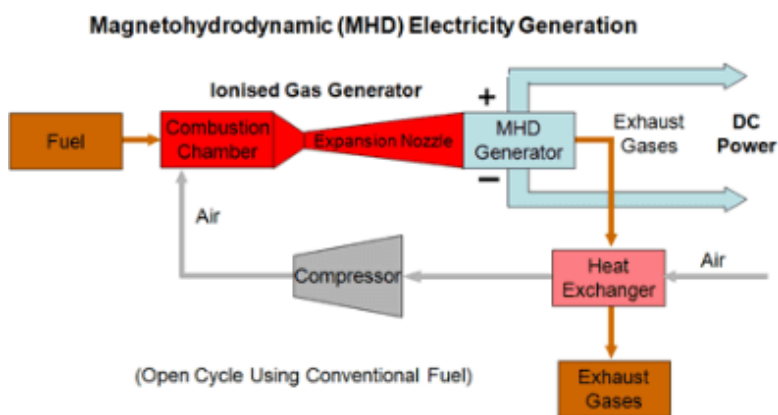 Magnetohydrodynamic (MHD) Electricity Generation
Ionised Gas Generator
Fuel
Combustion
Chamber
Expansion Nozzle
+
MHD
Generator
−
Exhaust
Gases
DC
Power
Air
Compressor
Heat
Exchanger
Air
(Open Cycle Using Conventional Fuel)
Exhaust
Gases